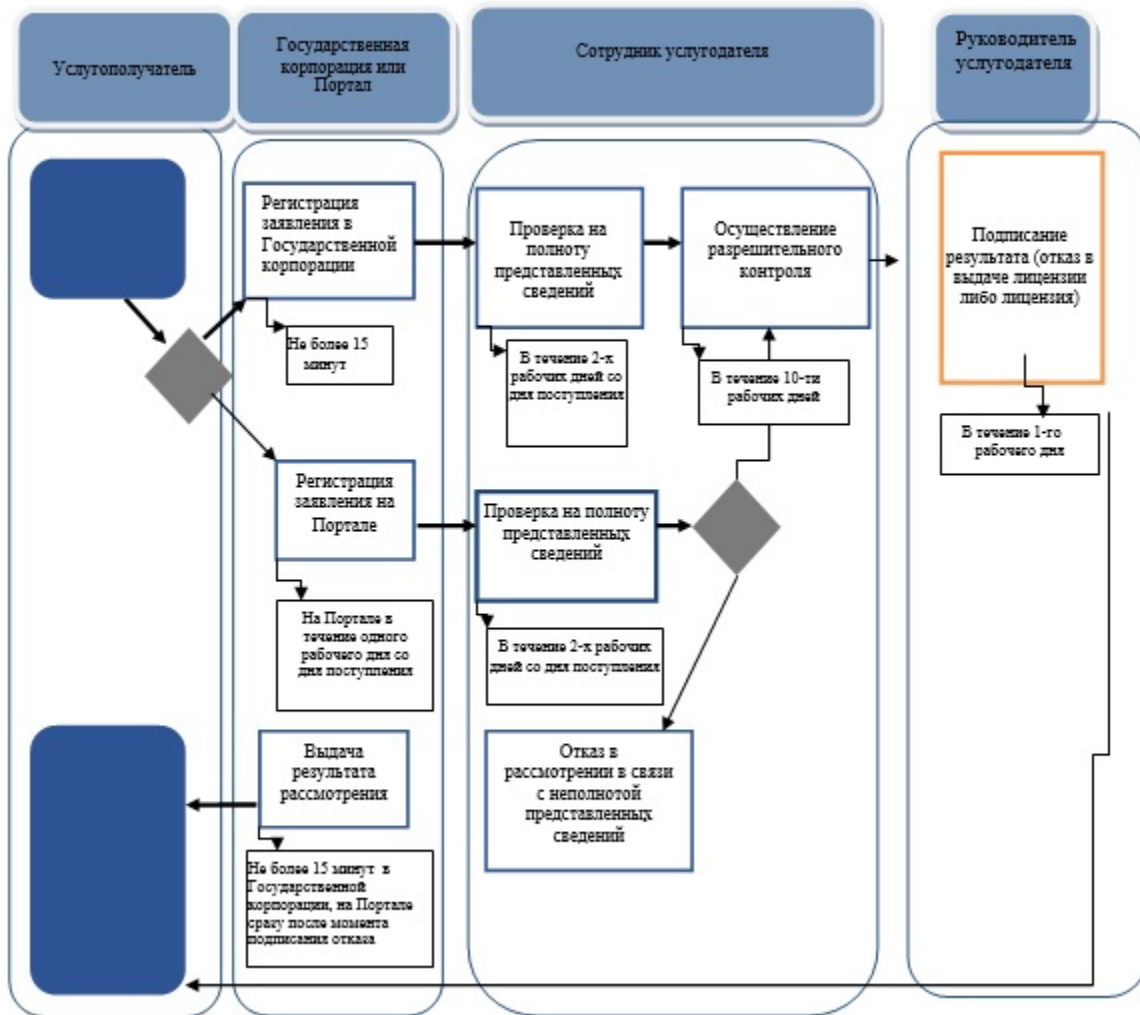 Услугополучатель
Государственная
корпорация или
Портал
Сотрудник услугодателя
Руководитель
услугодателя
Регистрация
заявления в
Государственной
корпорации
Не более 15
минут
Проверка на
полноту
представленных
сведений
В течение 2-х
рабочих дней со
дня поступления
Осуществление
разрешительного
контроля
В течение 10-ти
рабочих дней
Подписание
результата (отказ в
выдаче лицензии
либо лицензия)
В течение 1-го
рабочего дня
Регистрация
заявления на
Портале
На Портале в
течение одного
рабочего дня со
дня поступления
Проверка на полноту
представленных
сведений
В течение 2-х рабочих
дней со дня поступления
Выдача
результата
рассмотрения
Не более 15 минут в
Государственной
корпорации, на Портале
сразу после момента
подписания отказа
Отказ в
рассмотрении в связи
с неполнотой
представленных
сведений